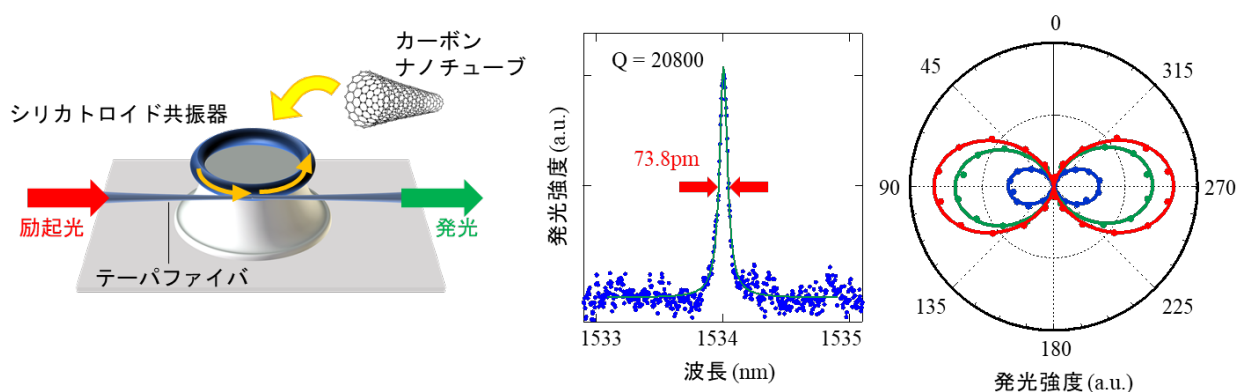 カーボン
ナノチューブ
シリカトロイド共振器
励起光
発光
テーパファイバ
Q = 20800
73.8pm
発光強度 (a.u.)
1533
1534
1535
波長 (nm)
0
45
315
90
270
135
225
180
発光強度 (a.u.)